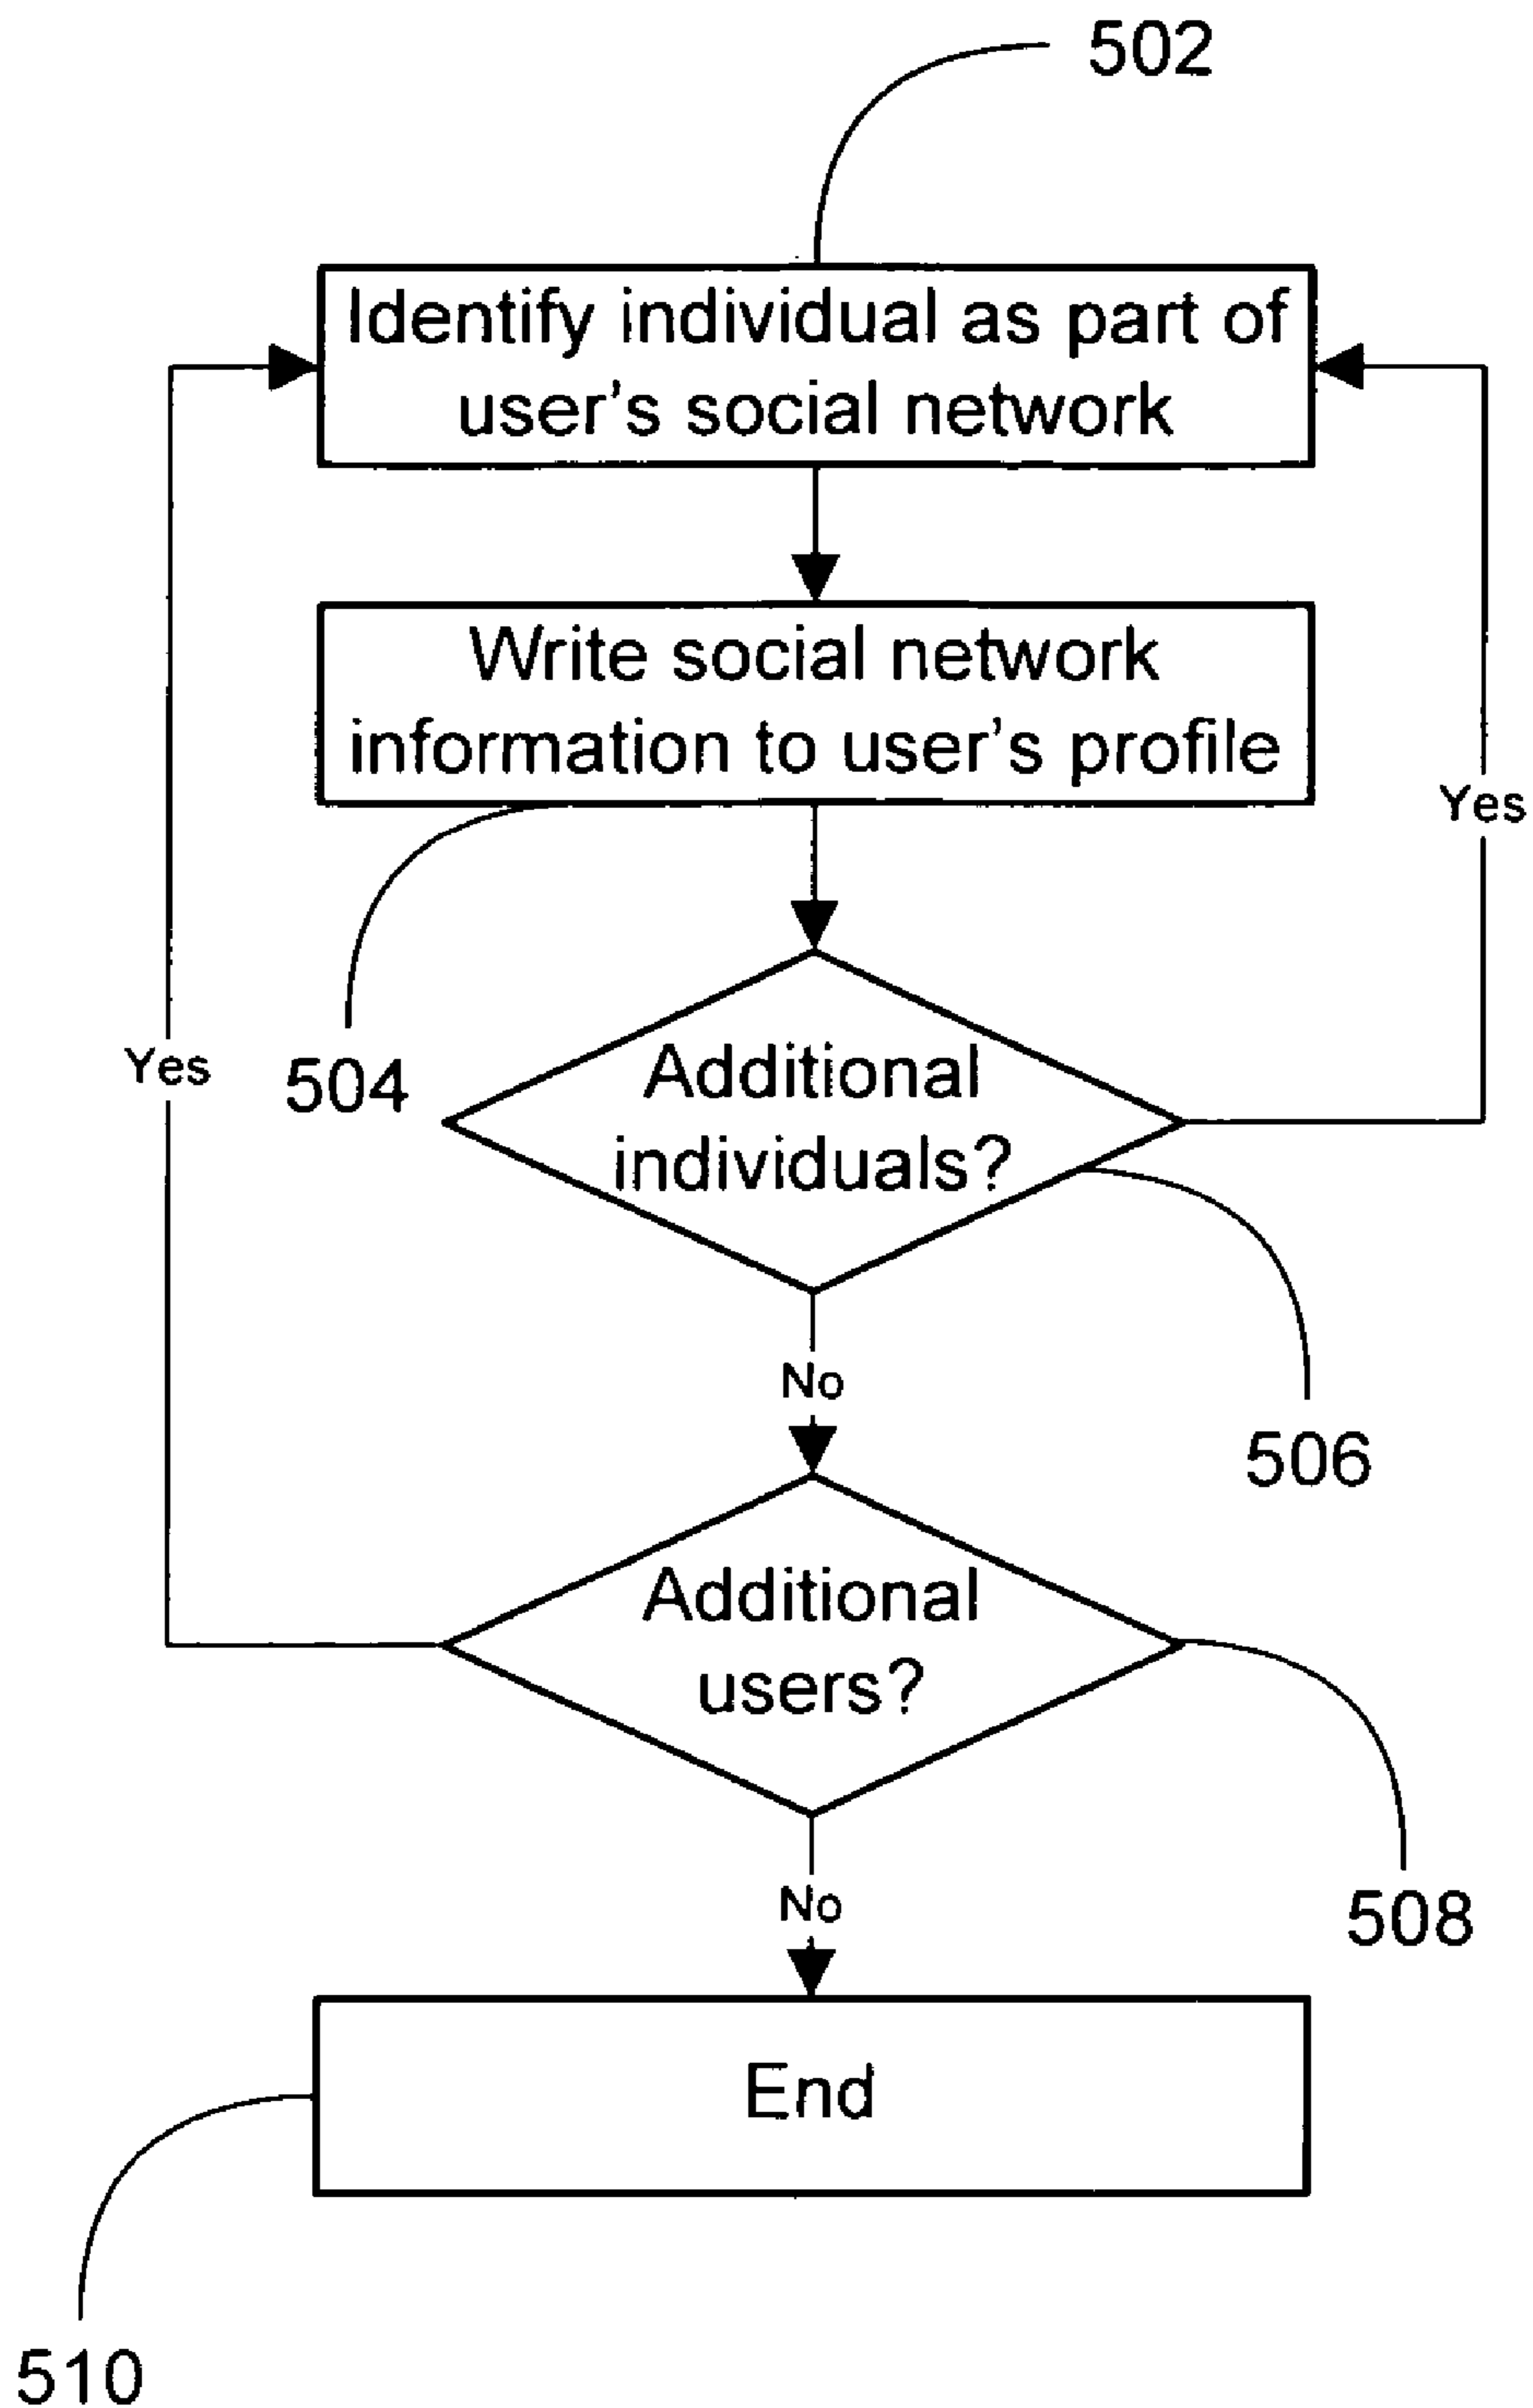 502
Identify individual as part of
user's social network
Write social network
information to user's profile
Yes
Yes
504
Additional
individuals?
No
506
Additional
users?
No
508
End
510